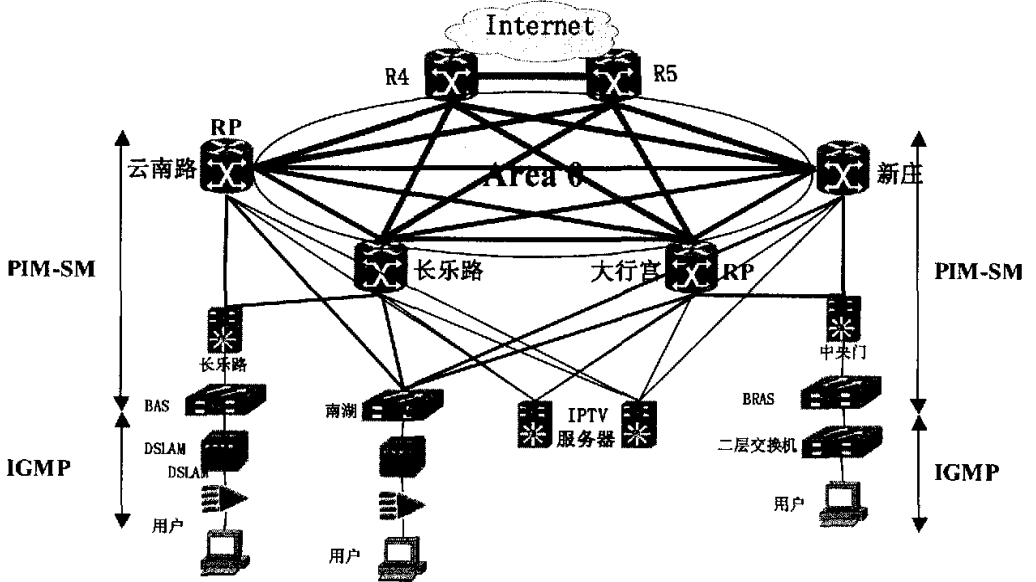 Internet
R4
R5
RP
云南路
Area 0
新庄
长乐路
大行宫
RP
PIM-SM
PIM-SM
长乐路
中央门
BAS
南湖
IPTV
服务器
BRAS
DSLAM
DSLAM
二层交换机
IGMP
IGMP
用户
用户
用户